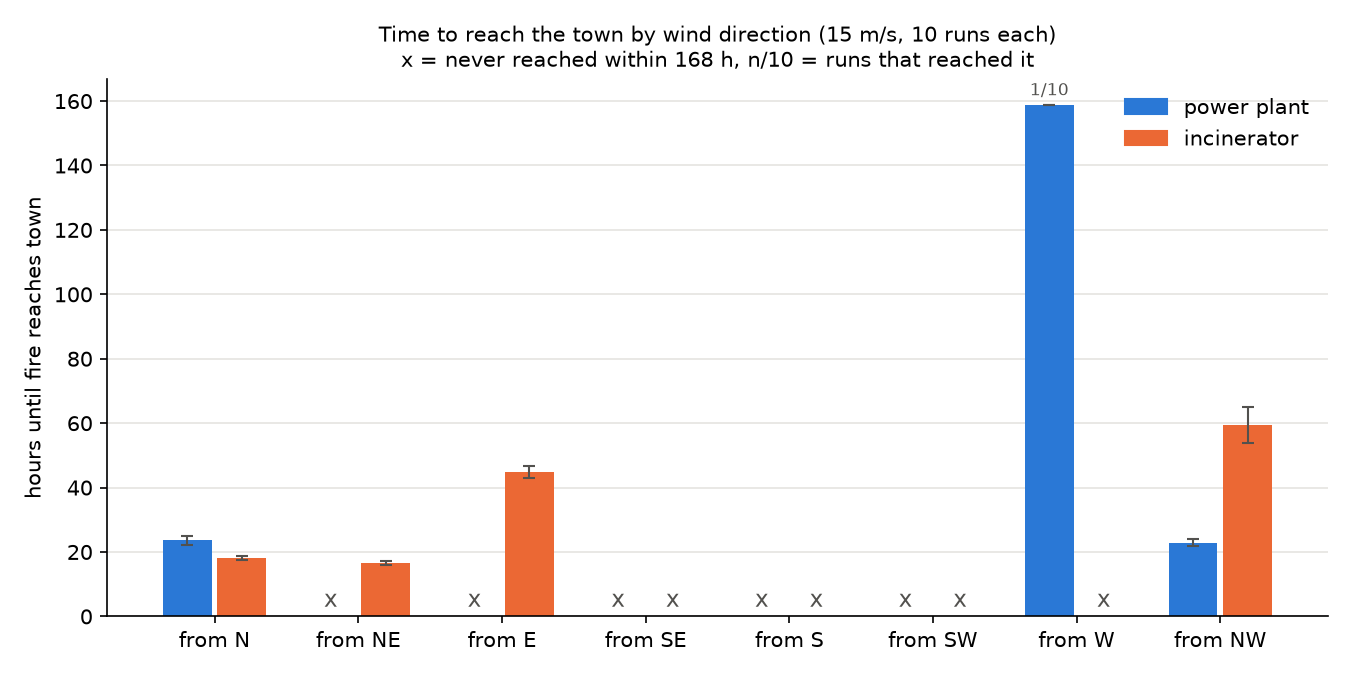 Time to reach the town by wind direction (15 m/s, 10 runs each)
x = never reached within 168 h, n/10 = runs that reached it
hours until fire reaches town
160
140
120
100
80
60
40
20
0
1/10
power plant
incinerator
x
x
x
x
x
x
x
x
x
from N
from NE
from E
from SE
from S
from SW
from W
from NW